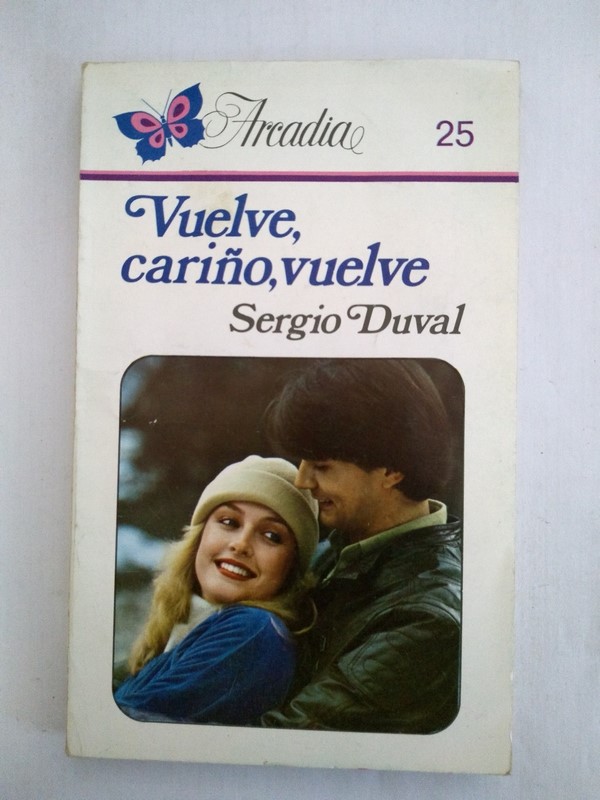 Arcadia 25
Vuelve,
cariño, vuelve
Sergio Duval